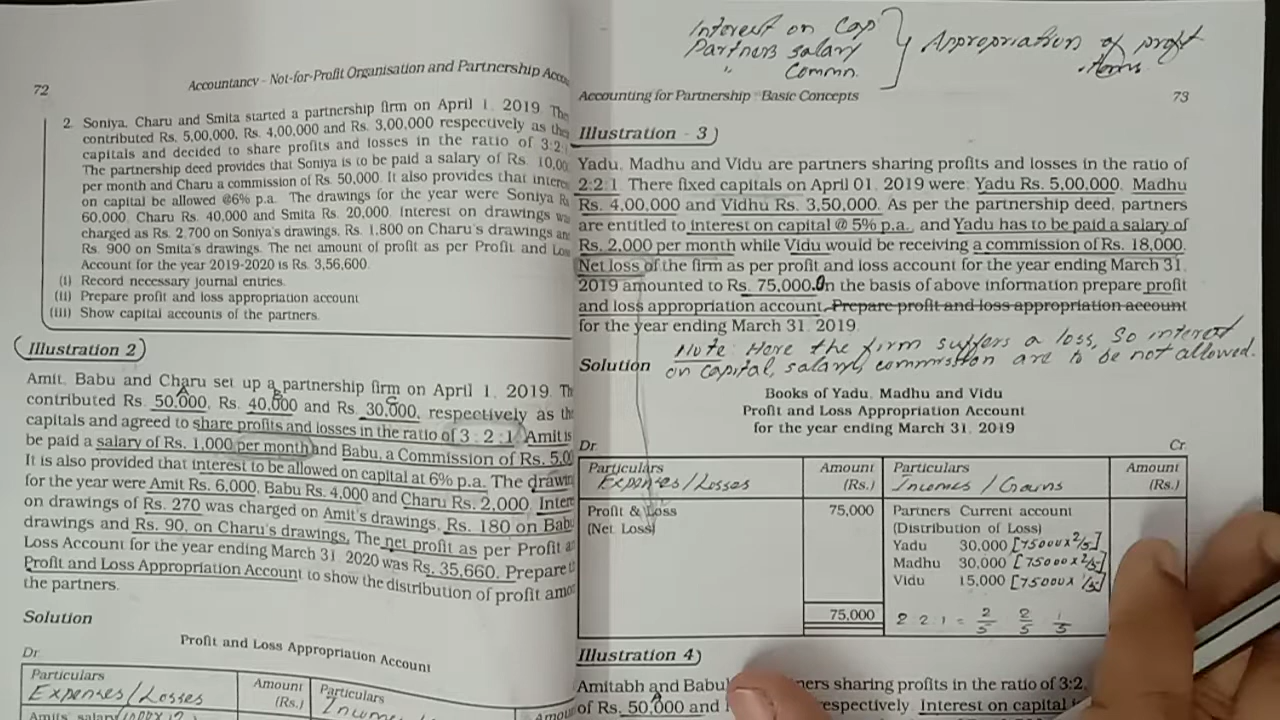 72
Accountancy - Not-for-Profit Organisation and Partnership
2. Soniya, Charu and Smita started a partnership firm on April 1, 2019. The
contributed Rs. 5,00,000, Rs. 4,00,000 and Rs. 3,00,000 respectively as
capitals and decided to share profits and losses in the ratio of 3:2:1
The partnership deed provides that Soniya is to be paid a salary of Rs. 10,00
per month and Charu a commission of Rs. 50,000. It also provides that
on capital be allowed @6% p.a. The drawings for the year were Soniya
60,000, Charu Rs. 40,000 and Smita Rs. 20,000. Interest on drawings
charged as Rs. 2,700 on Soniya's drawings, Rs. 1,800 on Charu's drawings
Rs. 900 on Smita's drawings. The net amount of profit as per Profit and
Account for the year 2019-2020 is Rs. 3,56,600.
(i) Record necessary journal entries.
(ii) Prepare profit and loss appropriation account
(iii) Show capital accounts of the partners.
Illustration 2
Amit, Babu and Charu set up a partnership firm on April 1, 2019.
A B C
contributed Rs. 50,000, Rs. 40,000 and Rs. 30,000, respectively as
capitals and agreed to share profits and losses in the ratio of 3 : 2 : 1. Amit is
be paid a salary of Rs. 1,000 per month and Babu, a Commission of Rs. 5,0
It is also provided that interest to be allowed on capital at 6% p.a. The
for the year were Amit Rs. 6,000, Babu Rs. 4,000 and Charu Rs. 2,000.
on drawings of Rs. 270 was charged on Amit's drawings, Rs. 180 on
drawings and Rs. 90, on Charu's drawings. The net profit as per Profit
Loss Account for the year ending March 31, 2020 was Rs. 35,660. Prepare
Profit and Loss Appropriation Account to show the distribution of profit
the partners.
Solution
Profit and Loss Appropriation Account
Dr.
Particulars Amount Particulars
Expenses/Losses (Rs.)
Interest on Cap
Partners salary } Appropriation of profit
" Commn. items
Accounting for Partnership : Basic Concepts 73
Illustration - 3
Yadu, Madhu and Vidu are partners sharing profits and losses in the ratio of
2:2:1. There fixed capitals on April 01, 2019 were; Yadu Rs. 5,00,000, Madhu
Rs. 4,00,000 and Vidhu Rs. 3,50,000. As per the partnership deed, partners
are entitled to interest on capital @ 5% p.a. and Yadu has to be paid a salary of
Rs. 2,000 per month while Vidu would be receiving a commission of Rs. 18,000.
Net loss of the firm as per profit and loss account for the year ending March 31,
2019 amounted to Rs. 75,000. On the basis of above information prepare profit
and loss appropriation account. Prepare profit and loss appropriation account
for the year ending March 31, 2019.
Note: Here the firm suffers a loss, So interest
Solution on capital, salary, commission are to be not allowed.
Books of Yadu, Madhu and Vidu
Profit and Loss Appropriation Account
for the year ending March 31, 2019
Dr. Cr.
Particulars Amount Particulars Amount
Expenses/Losses (Rs.) Incomes / Gains (Rs.)
Profit & Loss 75,000 Partners Current account
(Net Loss) (Distribution of Loss)
Yadu 30,000 [75000x2/5]
Madhu 30,000 [75000x2/5]
Vidu 15,000 [75000x1/5]
75,000 2 2 1 = 2/5 2/5 1/5
Illustration 4
Amitabh and Babu ners sharing profits in the ratio of 3:2,
of Rs. 50,000 and respectively. Interest on capital